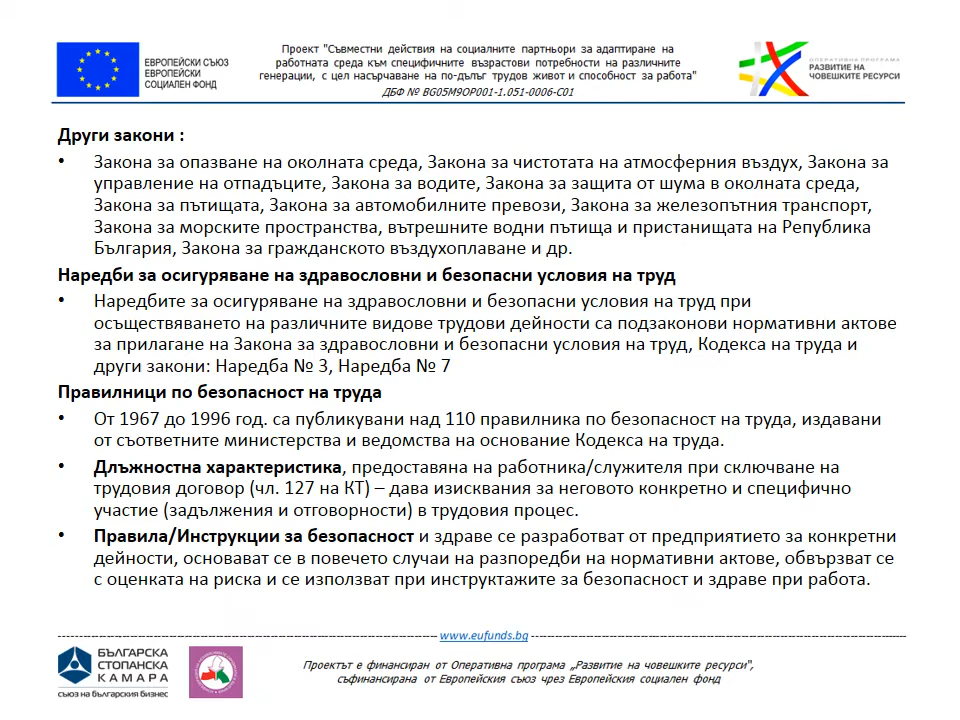 ЕВРОПЕЙСКИ СЪЮЗ
ЕВРОПЕЙСКИ
СОЦИАЛЕН ФОНД
Проект "Съвместни действия на социалните партньори за адаптиране на
работната среда към специфичните възрастови потребности на различните
генерации, с цел насърчаване на по-дълъг трудов живот и способност за работа"
ДБФ № BG05M9OP001-1.051-0006-C01
ОПЕРАТИВНА ПРОГРАМА
РАЗВИТИЕ НА
ЧОВЕШКИТЕ РЕСУРСИ
Други закони :
• Закона за опазване на околната среда, Закона за чистотата на атмосферния въздух, Закона за
управление на отпадъците, Закона за водите, Закона за защита от шума в околната среда,
Закона за пътищата, Закона за автомобилните превози, Закона за железопътния транспорт,
Закона за морските пространства, вътрешните водни пътища и пристанищата на Република
България, Закона за гражданското въздухоплаване и др.
Наредби за осигуряване на здравословни и безопасни условия на труд
• Наредбите за осигуряване на здравословни и безопасни условия на труд при
осъществяването на различните видове трудови дейности са подзаконови нормативни актове
за прилагане на Закона за здравословни и безопасни условия на труд, Кодекса на труда и
други закони: Наредба № 3, Наредба № 7
Правилници по безопасност на труда
• От 1967 до 1996 год. са публикувани над 110 правилника по безопасност на труда, издавани
от съответните министерства и ведомства на основание Кодекса на труда.
• Длъжностна характеристика, предоставяна на работника/служителя при сключване на
трудовия договор (чл. 127 на КТ) – дава изисквания за неговото конкретно и специфично
участие (задължения и отговорности) в трудовия процес.
• Правила/Инструкции за безопасност и здраве се разработват от предприятието за конкретни
дейности, основават се в повечето случаи на разпоредби на нормативни актове, обвързват се
с оценката на риска и се използват при инструктажите за безопасност и здраве при работа.
www.eufunds.bg
БЪЛГАРСКА
СТОПАНСКА
КАМАРА
съюз на българския бизнес
Проектът е финансиран от Оперативна програма „Развитие на човешките ресурси",
съфинансирана от Европейския съюз чрез Европейския социален фонд